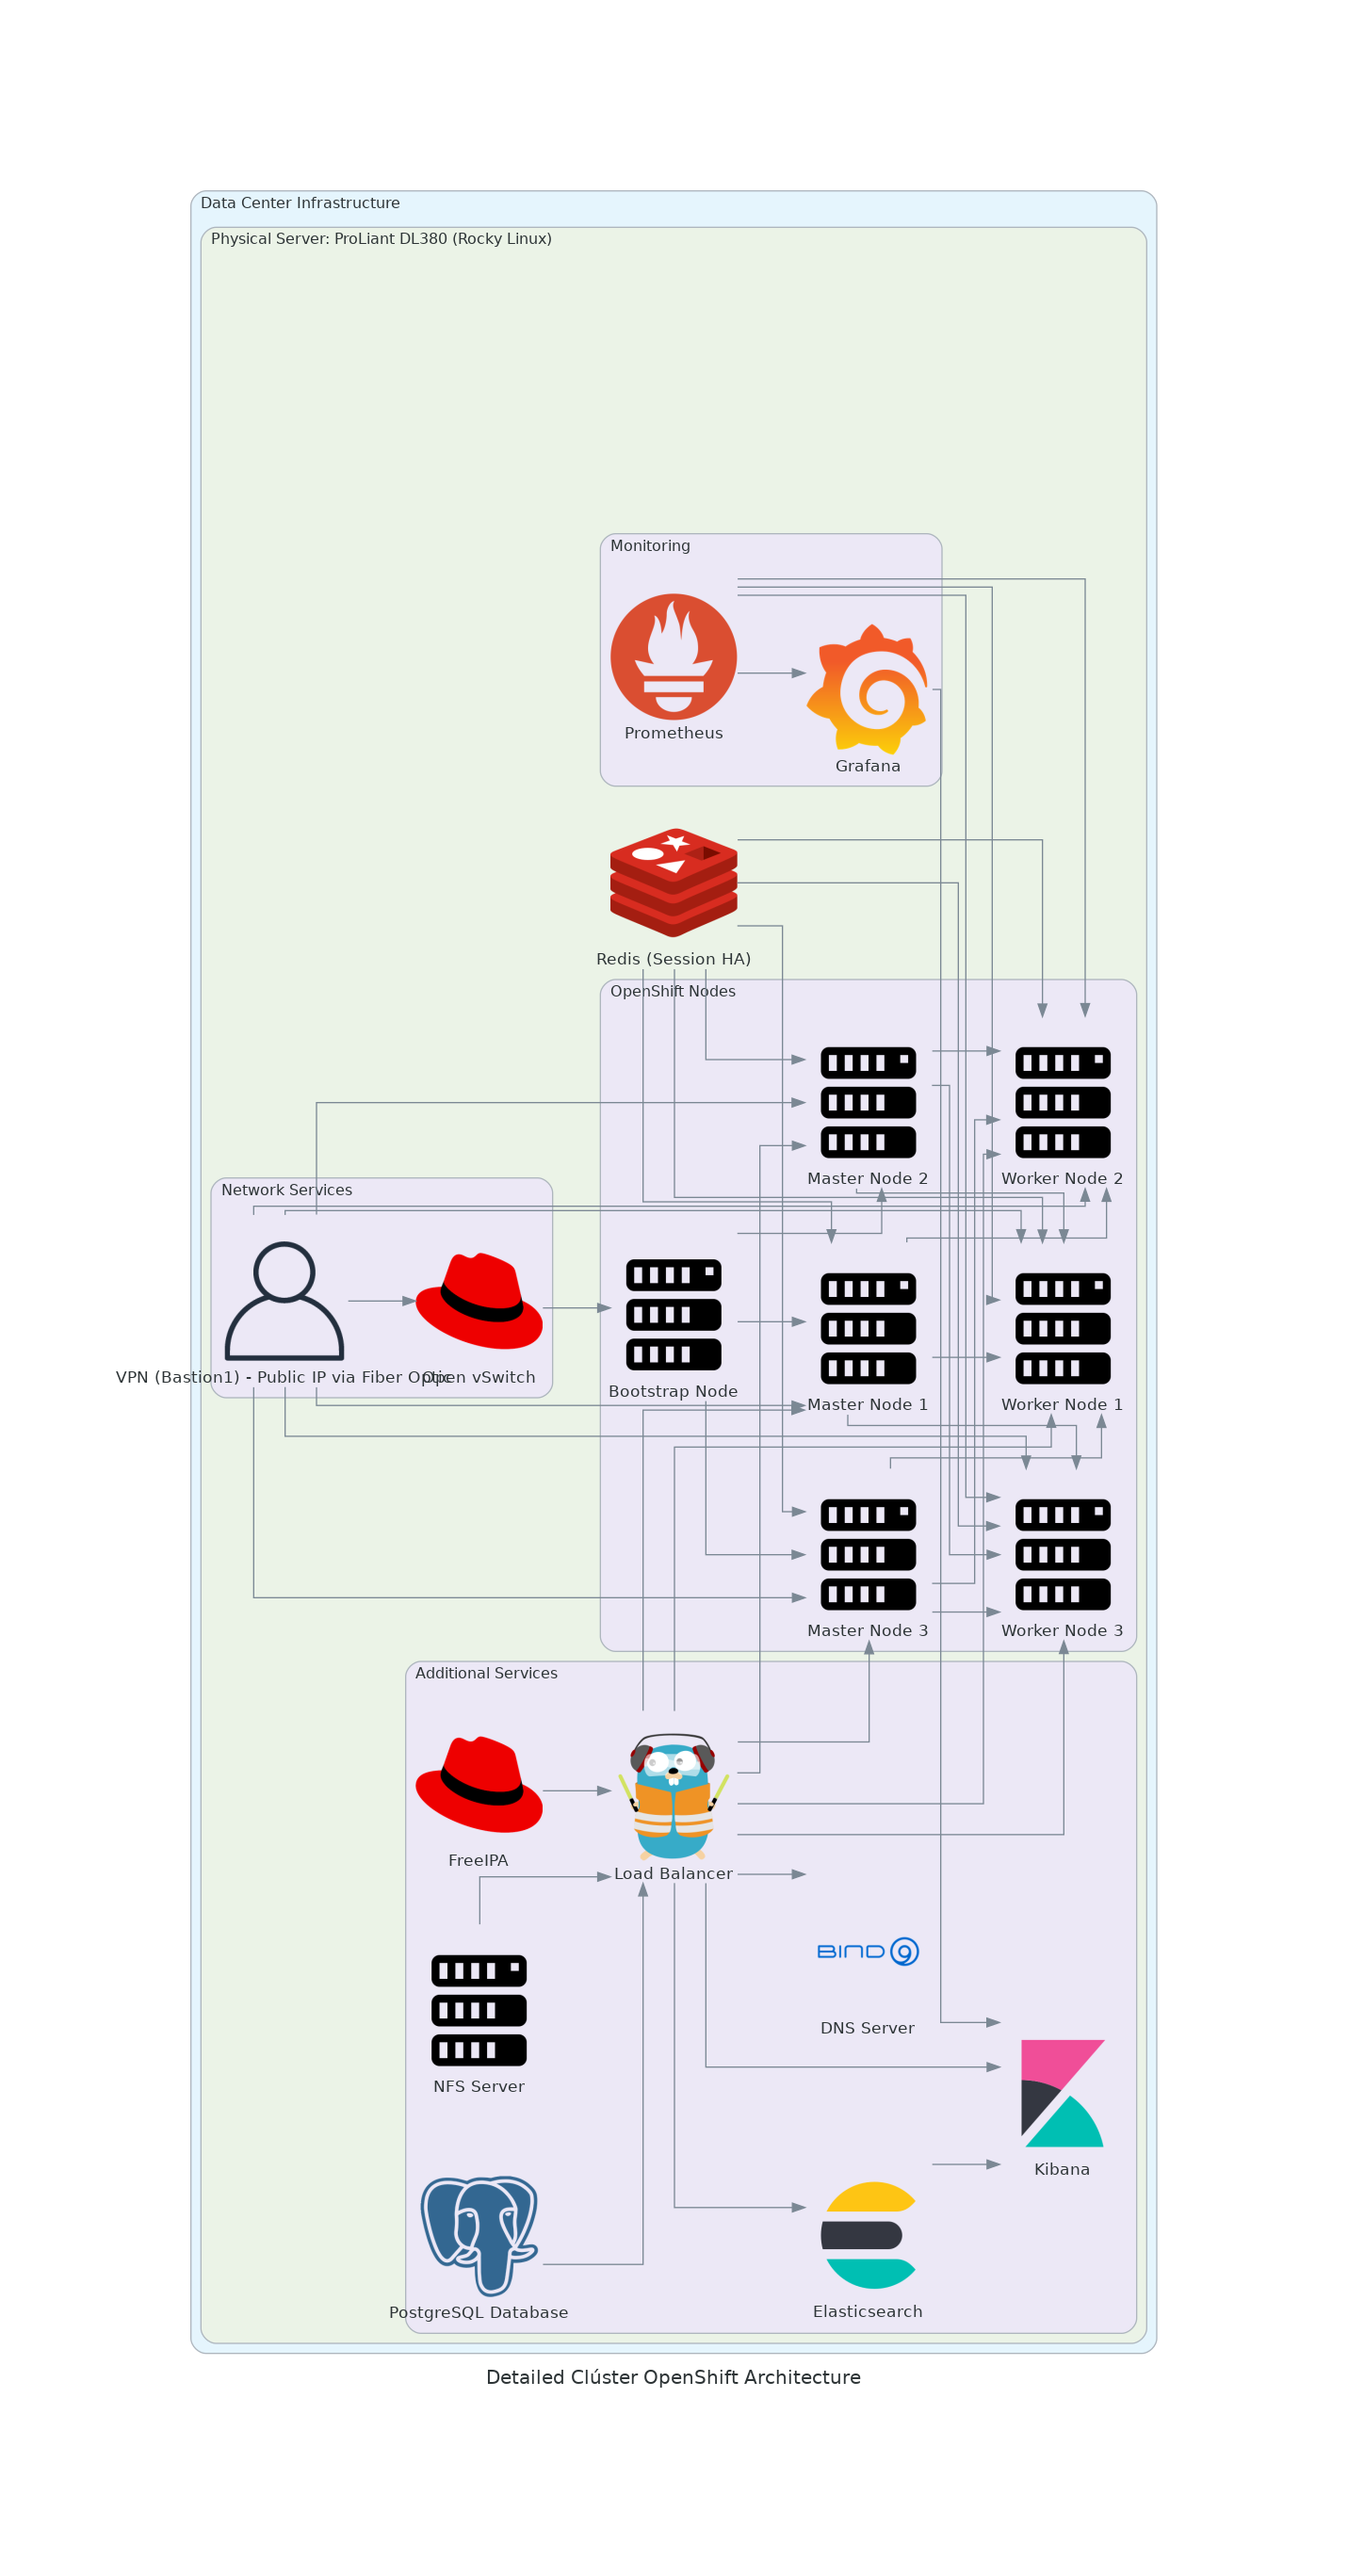 Data Center Infrastructure
Physical Server: ProLiant DL380 (Rocky Linux)
Monitoring
Prometheus
Grafana
Redis (Session HA)
OpenShift Nodes
Master Node 2
Worker Node 2
Network Services
VPN (Bastion1) - Public IP via Fiber Optic
Open vSwitch
Bootstrap Node
Master Node 1
Worker Node 1
Master Node 3
Worker Node 3
Additional Services
FreeIPA
Load Balancer
BIND9
DNS Server
NFS Server
Kibana
PostgreSQL Database
Elasticsearch
Detailed Clúster OpenShift Architecture